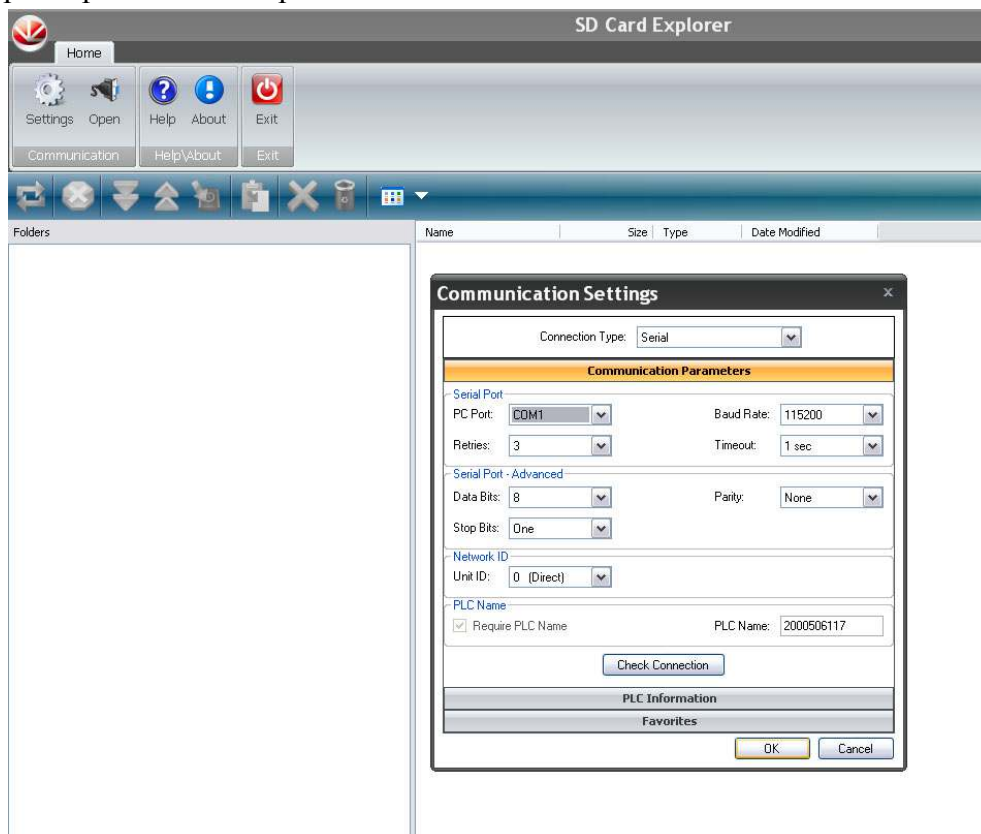 SD Card Explorer
Home
Settings Open Help About Exit
Communication Help\About Exit
Folders Name Size Type Date Modified
Communication Settings x
Connection Type: Serial
Communication Parameters
Serial Port
PC Port: COM1 Baud Rate: 115200
Retries: 3 Timeout: 1 sec
Serial Port - Advanced
Data Bits: 8 Parity: None
Stop Bits: One
Network ID
Unit ID: 0 (Direct)
PLC Name
Require PLC Name PLC Name: 2000506117
Check Connection
PLC Information
Favorites
OK Cancel